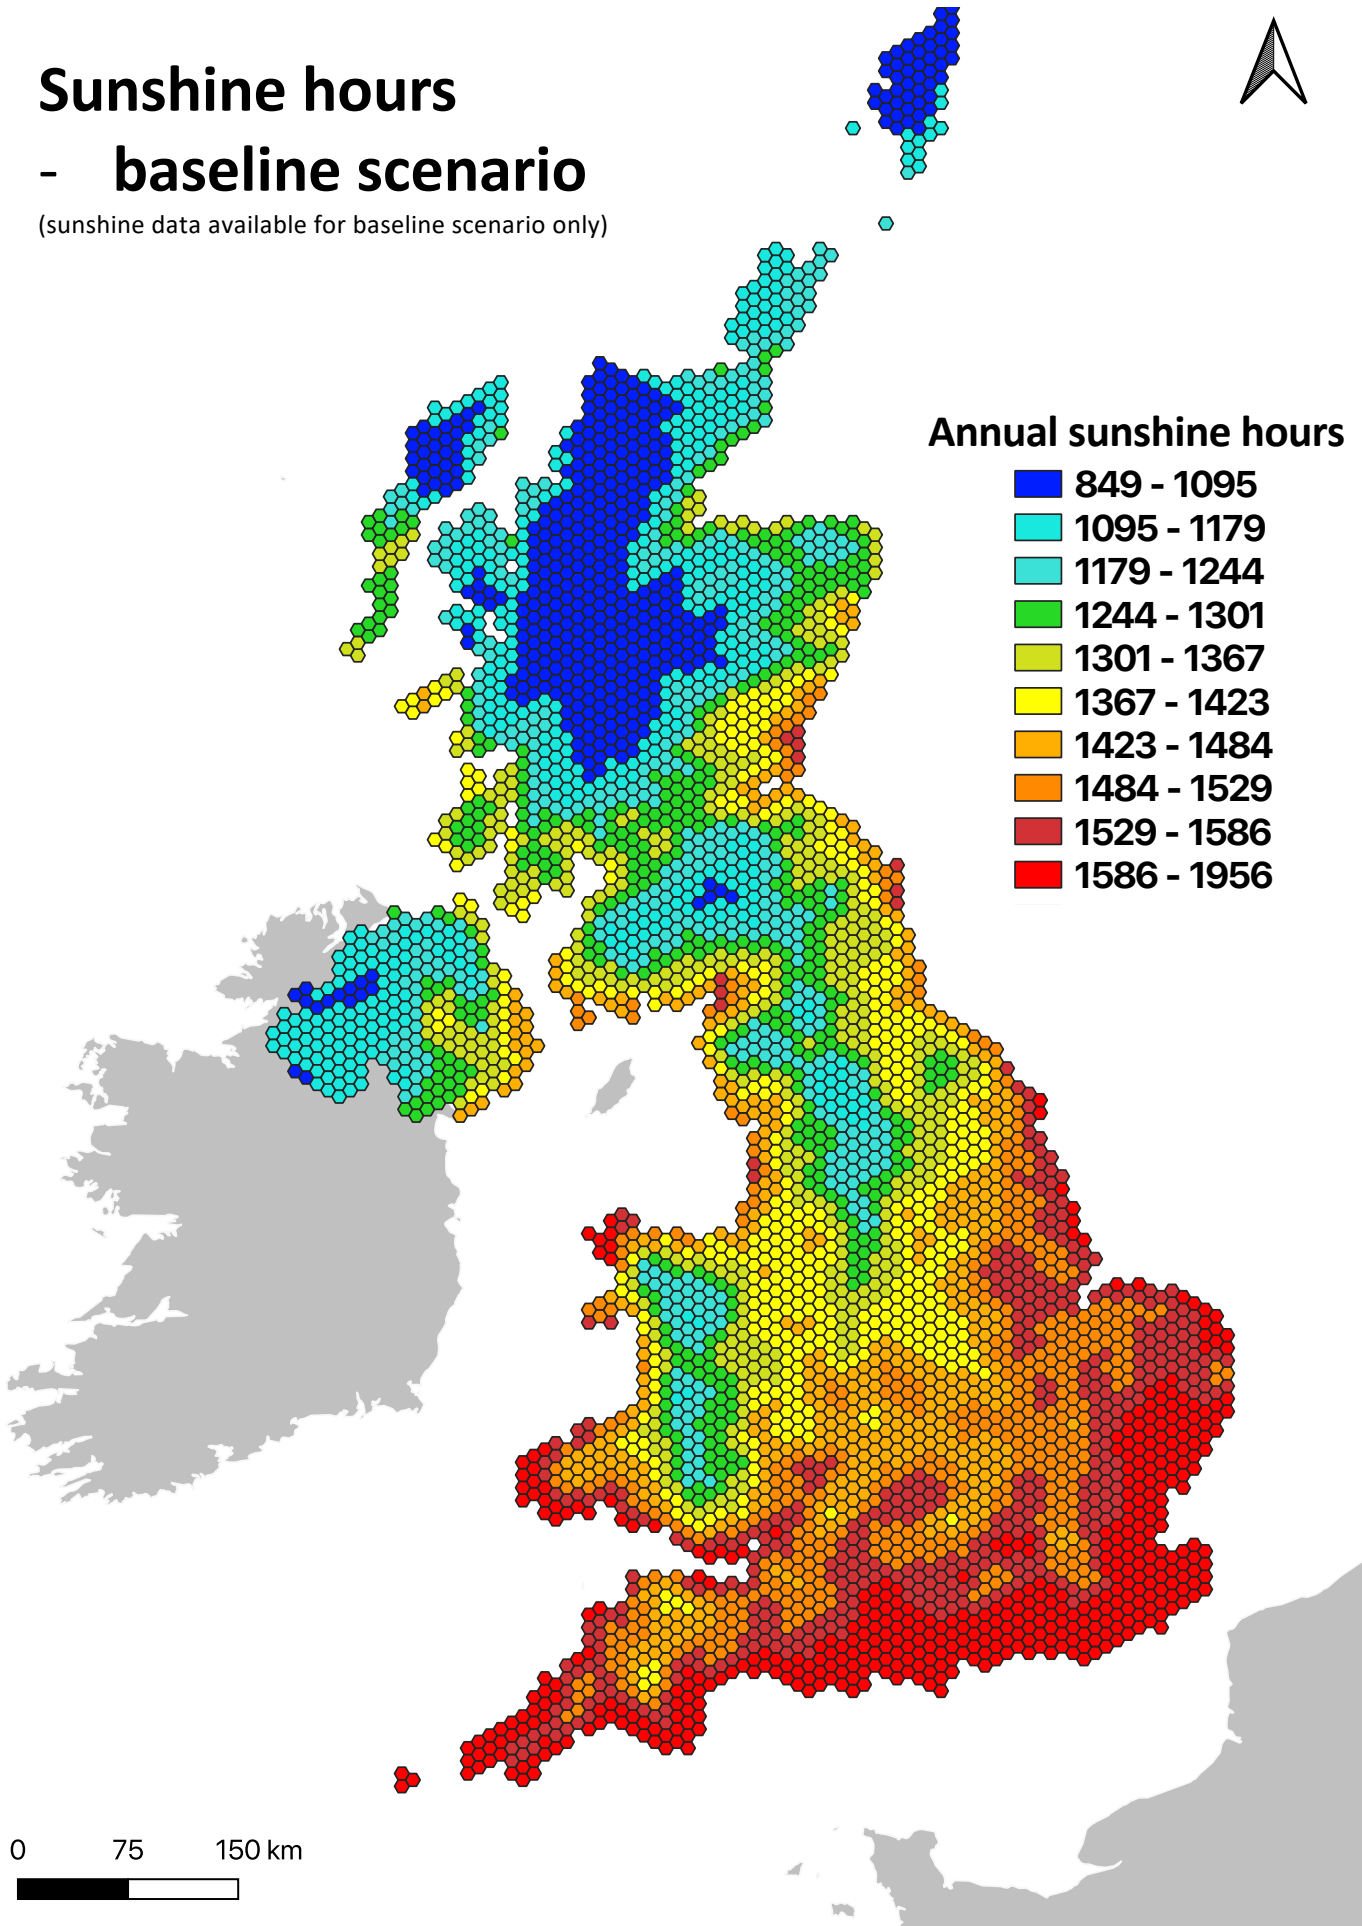 Sunshine hours
- baseline scenario
(sunshine data available for baseline scenario only)
Annual sunshine hours
849 - 1095
1095 - 1179
1179 - 1244
1244 - 1301
1301 - 1367
1367 - 1423
1423 - 1484
1484 - 1529
1529 - 1586
1586 - 1956
0 75 150 km